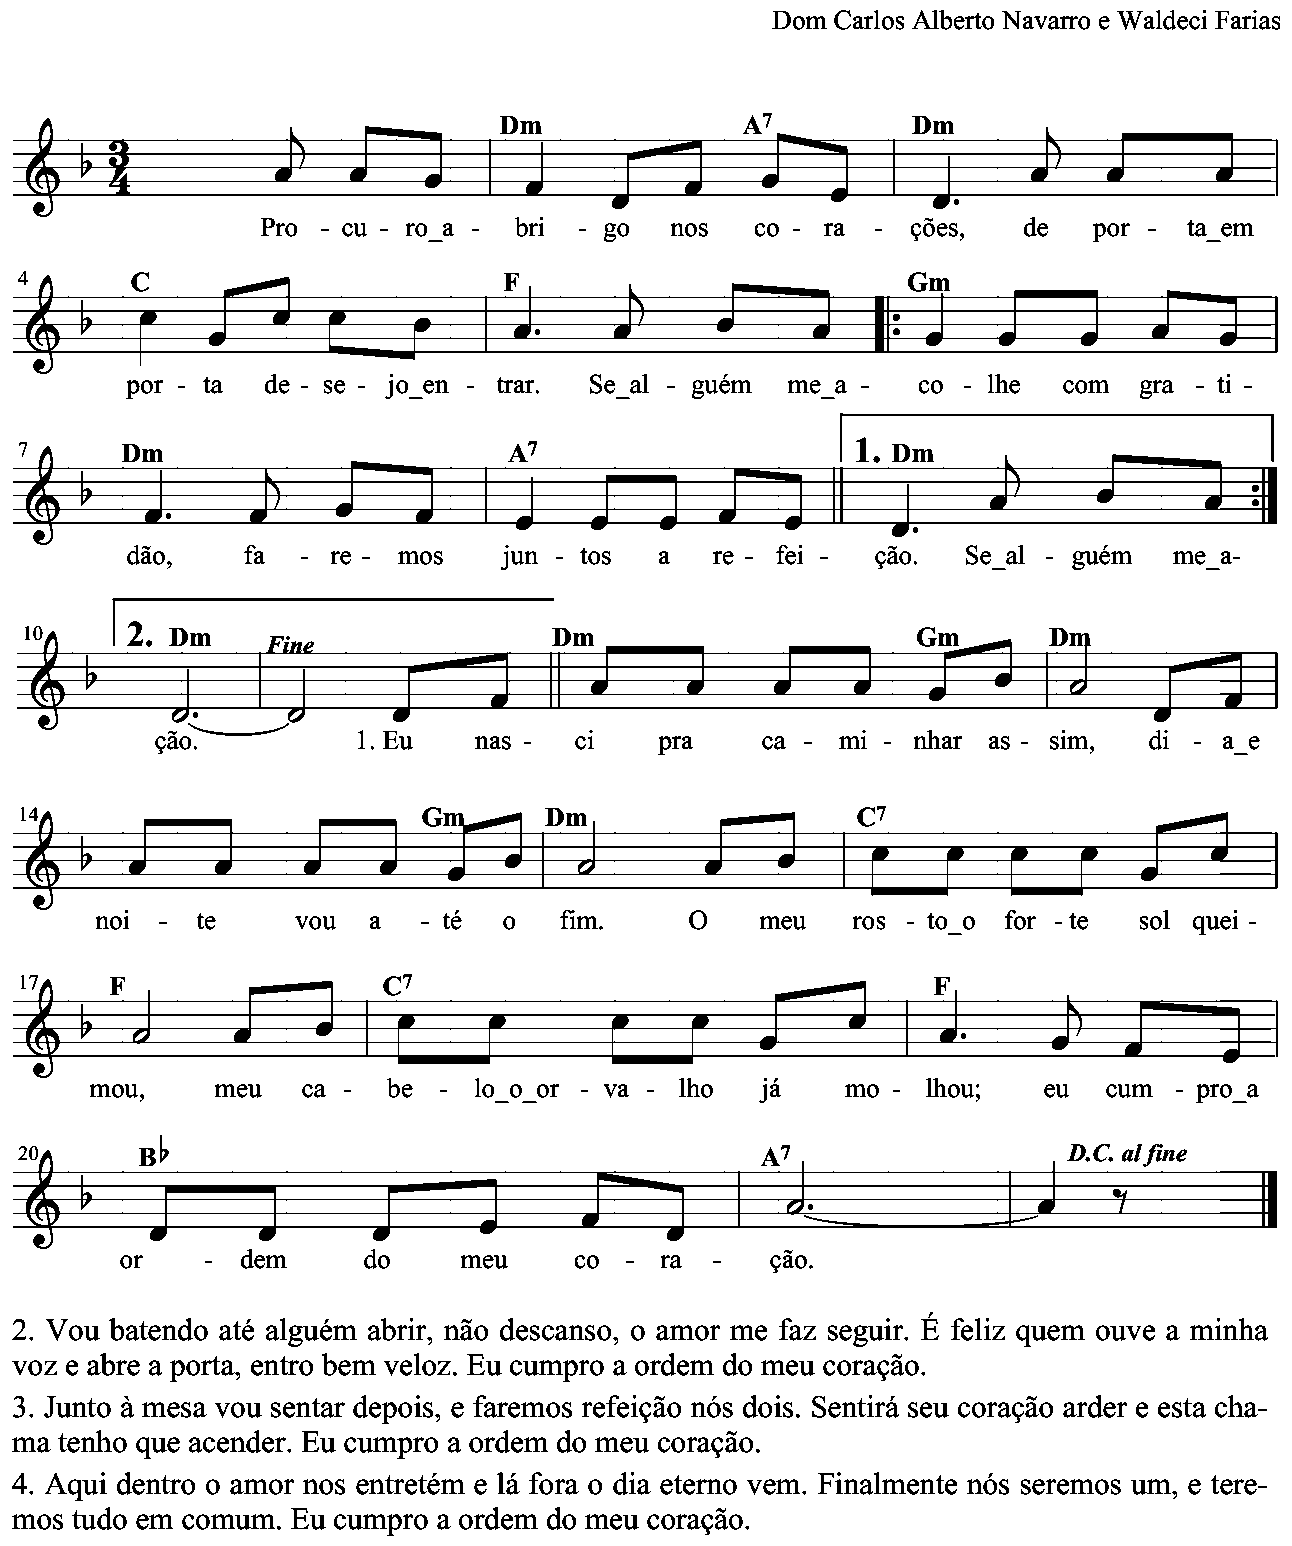 Dom Carlos Alberto Navarro e Waldeci Farias
Dm A7 Dm
3
4
Pro - cu - ro_a - bri - go nos co - ra - ções, de por - ta_em
4 C F Gm
por - ta de - se - jo_en - trar. Se_al - guém me_a - co - lhe com gra - ti -
7 Dm A7 1. Dm
dão, fa - re - mos jun - tos a re - fei - ção. Se_al - guém me_a-
10 2. Dm Fine Dm Gm Dm
ção. 1. Eu nas - ci pra ca - mi - nhar as - sim, di - a_e
14 Gm Dm C7
noi - te vou a - té o fim. O meu ros - to_o for - te sol quei -
17 F C7 F
mou, meu ca - be - lo_o_or - va - lho já mo - lhou; eu cum - pro_a
20 B♭ A7 D.C. al fine
or - dem do meu co - ra - ção.
2. Vou batendo até alguém abrir, não descanso, o amor me faz seguir. É feliz quem ouve a minha
voz e abre a porta, entro bem veloz. Eu cumpro a ordem do meu coração.
3. Junto à mesa vou sentar depois, e faremos refeição nós dois. Sentirá seu coração arder e esta cha-
ma tenho que acender. Eu cumpro a ordem do meu coração.
4. Aqui dentro o amor nos entretém e lá fora o dia eterno vem. Finalmente nós seremos um, e tere-
mos tudo em comum. Eu cumpro a ordem do meu coração.